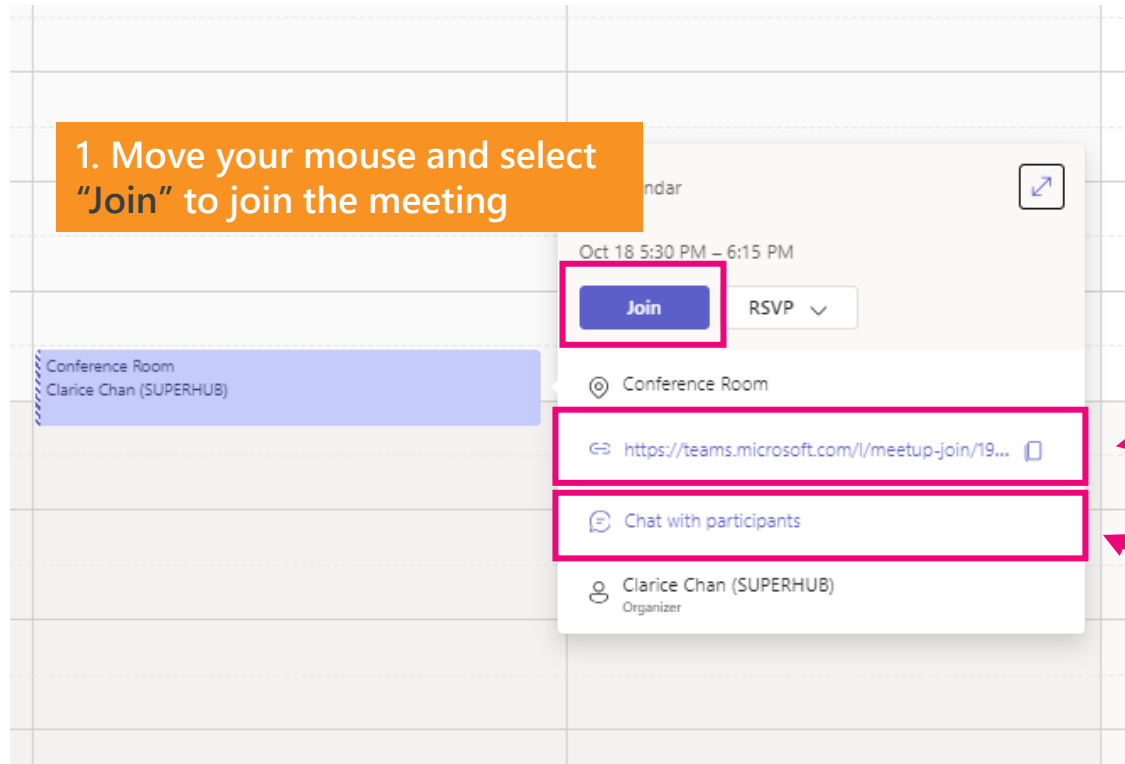 1. Move your mouse and select
“Join” to join the meeting
ndar
Oct 18 5:30 PM – 6:15 PM
Join
RSVP
Conference Room
Clarice Chan (SUPERHUB)
Conference Room
https://teams.microsoft.com/l/meetup-join/19...
Chat with participants
Clarice Chan (SUPERHUB)
Organizer